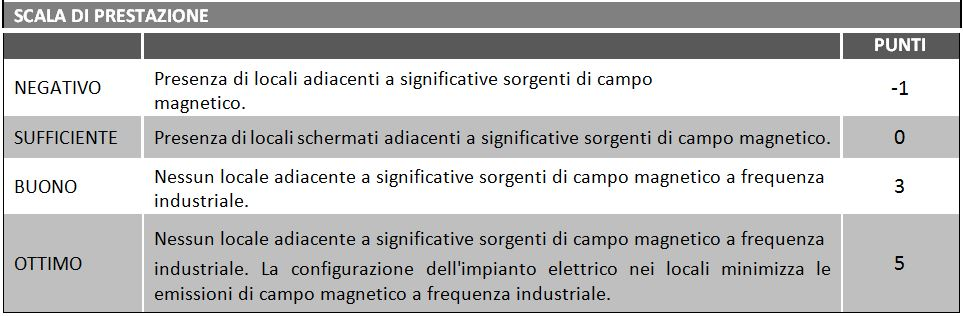 SCALA DI PRESTAZIONE
PUNTI
NEGATIVO
Presenza di locali adiacenti a significative sorgenti di campo
magnetico.
-1
SUFFICIENTE
Presenza di locali schermati adiacenti a significative sorgenti di campo magnetico.
0
BUONO
Nessun locale adiacente a significative sorgenti di campo magnetico a frequenza
industriale.
3
OTTIMO
Nessun locale adiacente a significative sorgenti di campo magnetico a frequenza
industriale. La configurazione dell'impianto elettrico nei locali minimizza le
emissioni di campo magnetico a frequenza industriale.
5